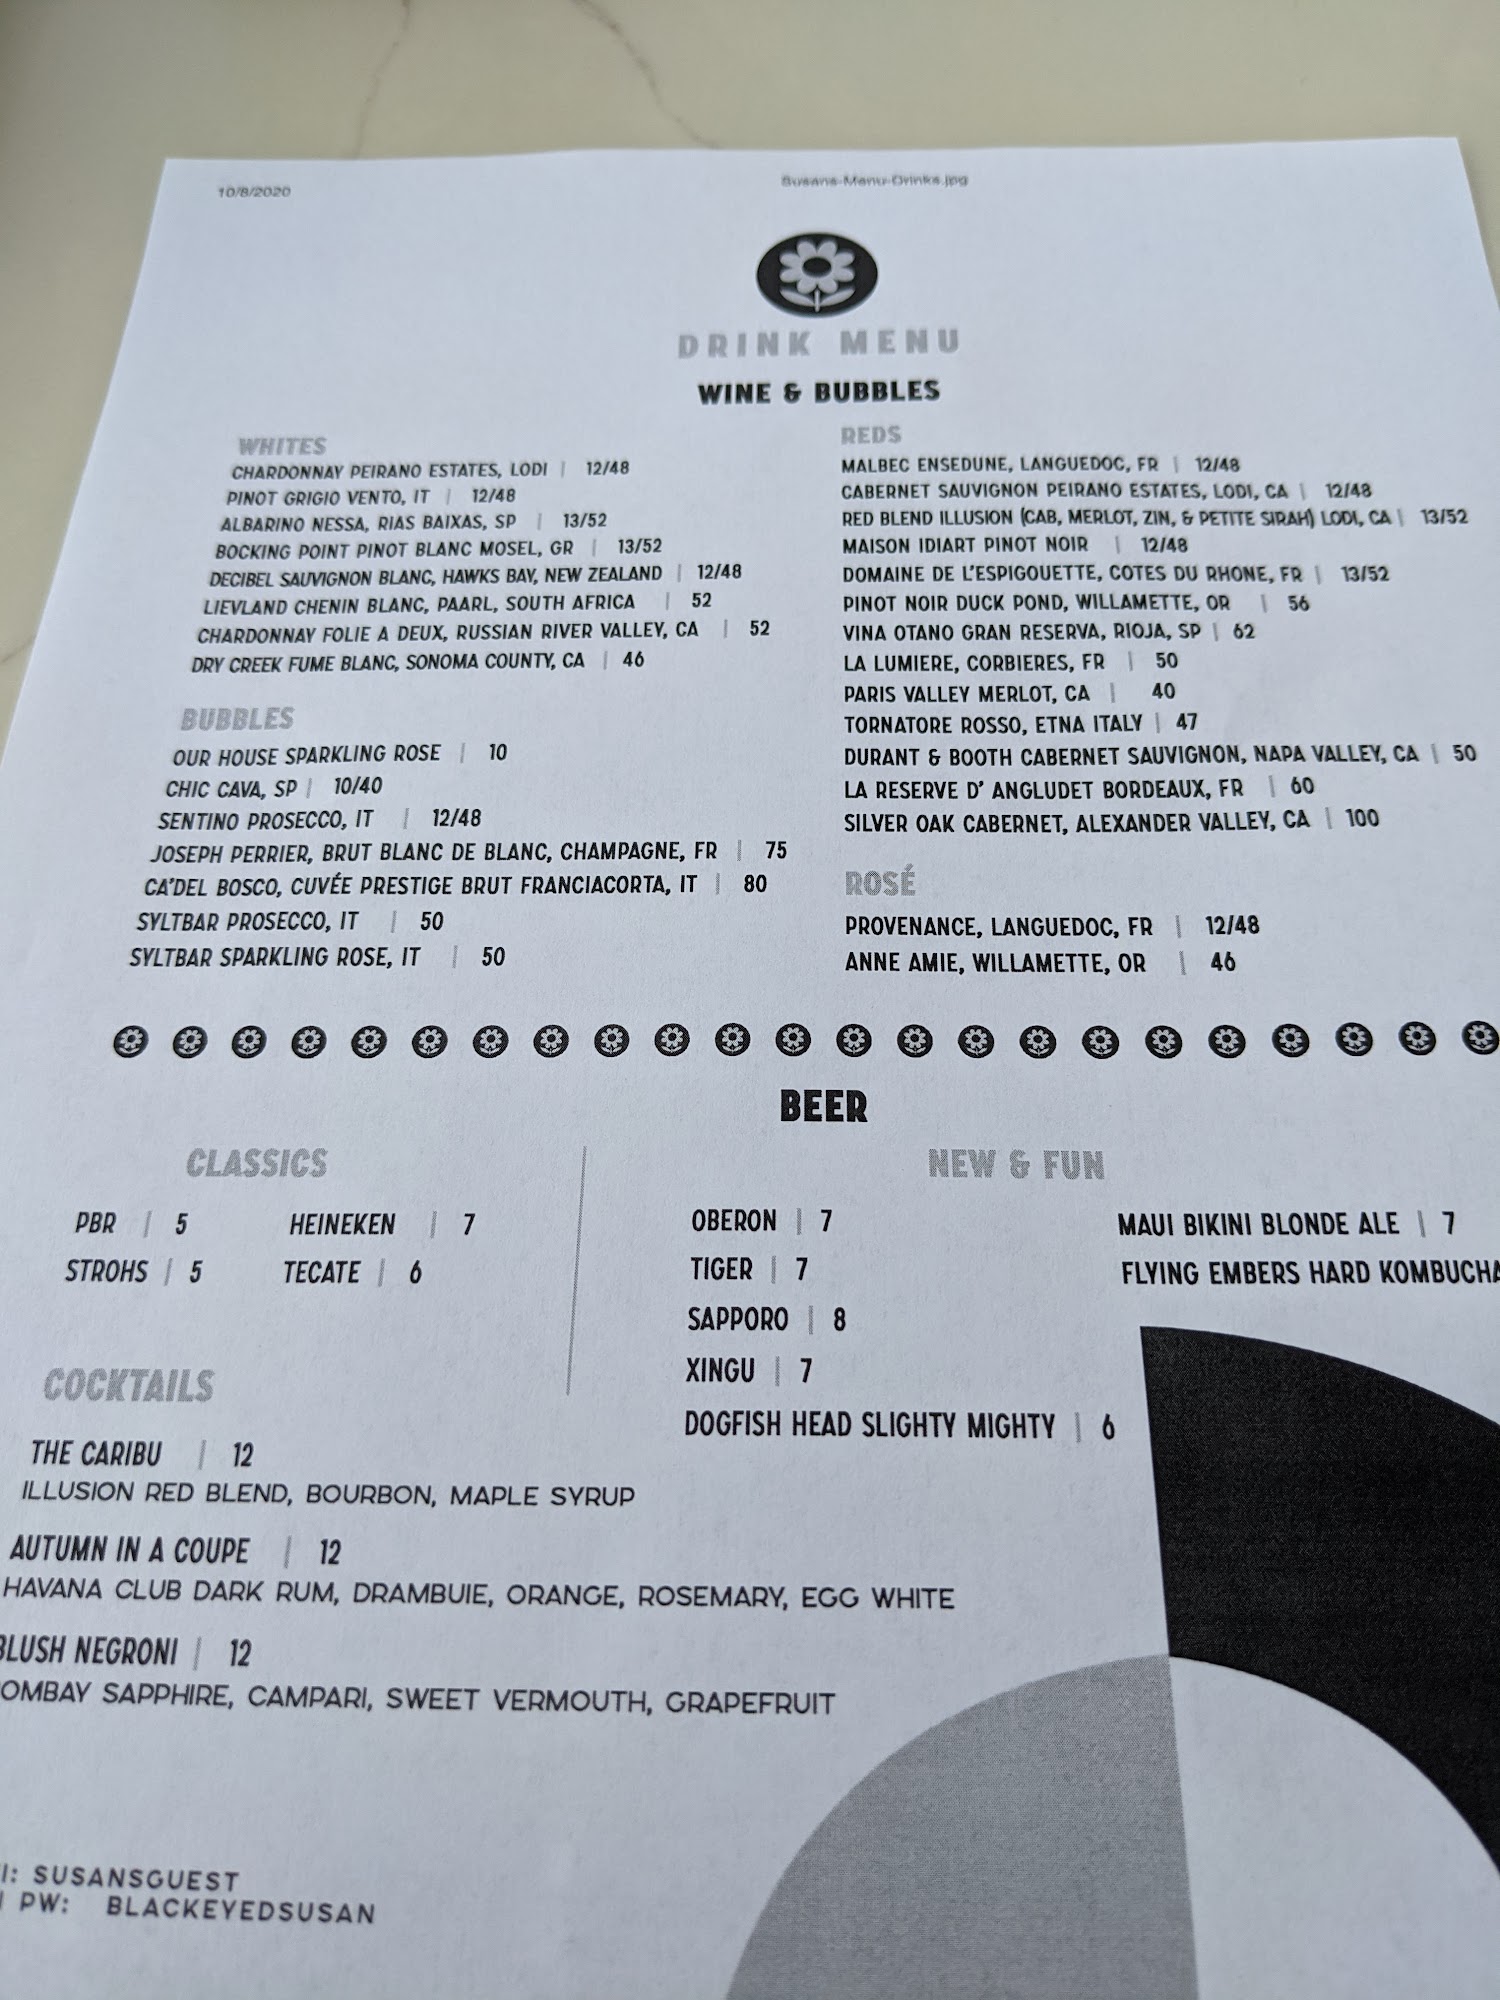 10/8/2020
Susans-Menu-Drinks.jpg
DRINK MENU
WINE & BUBBLES
WHITES
CHARDONNAY PEIRANO ESTATES, LODI | 12/48
PINOT GRIGIO VENTO, IT | 12/48
ALBARINO NESSA, RIAS BAIXAS, SP | 13/52
BOCKING POINT PINOT BLANC MOSEL, GR | 13/52
DECIBEL SAUVIGNON BLANC, HAWKS BAY, NEW ZEALAND | 12/48
LIEVLAND CHENIN BLANC, PAARL, SOUTH AFRICA | 52
CHARDONNAY FOLIE A DEUX, RUSSIAN RIVER VALLEY, CA | 52
DRY CREEK FUME BLANC, SONOMA COUNTY, CA | 46
BUBBLES
OUR HOUSE SPARKLING ROSE | 10
CHIC CAVA, SP | 10/40
SENTINO PROSECCO, IT | 12/48
JOSEPH PERRIER, BRUT BLANC DE BLANC, CHAMPAGNE, FR | 75
CA'DEL BOSCO, CUVÉE PRESTIGE BRUT FRANCIACORTA, IT | 80
SYLTBAR PROSECCO, IT | 50
SYLTBAR SPARKLING ROSE, IT | 50
REDS
MALBEC ENSEDUNE, LANGUEDOC, FR | 12/48
CABERNET SAUVIGNON PEIRANO ESTATES, LODI, CA | 12/48
RED BLEND ILLUSION (CAB, MERLOT, ZIN, & PETITE SIRAH) LODI, CA | 13/52
MAISON IDIART PINOT NOIR | 12/48
DOMAINE DE L'ESPIGOUETTE, COTES DU RHONE, FR | 13/52
PINOT NOIR DUCK POND, WILLAMETTE, OR | 56
VINA OTANO GRAN RESERVA, RIOJA, SP | 62
LA LUMIERE, CORBIERES, FR | 50
PARIS VALLEY MERLOT, CA | 40
TORNATORE ROSSO, ETNA ITALY | 47
DURANT & BOOTH CABERNET SAUVIGNON, NAPA VALLEY, CA | 50
LA RESERVE D' ANGLUDET BORDEAUX, FR | 60
SILVER OAK CABERNET, ALEXANDER VALLEY, CA | 100
ROSÉ
PROVENANCE, LANGUEDOC, FR | 12/48
ANNE AMIE, WILLAMETTE, OR | 46
BEER
CLASSICS
PBR | 5
HEINEKEN | 7
STROHS | 5
TECATE | 6
NEW & FUN
OBERON | 7
TIGER | 7
SAPPORO | 8
XINGU | 7
DOGFISH HEAD SLIGHTY MIGHTY | 6
MAUI BIKINI BLONDE ALE | 7
FLYING EMBERS HARD KOMBUCHA
COCKTAILS
THE CARIBU | 12
ILLUSION RED BLEND, BOURBON, MAPLE SYRUP
AUTUMN IN A COUPE | 12
HAVANA CLUB DARK RUM, DRAMBUIE, ORANGE, ROSEMARY, EGG WHITE
BLUSH NEGRONI | 12
OMBAY SAPPHIRE, CAMPARI, SWEET VERMOUTH, GRAPEFRUIT
I: SUSANSGUEST
PW: BLACKEYEDSUSAN